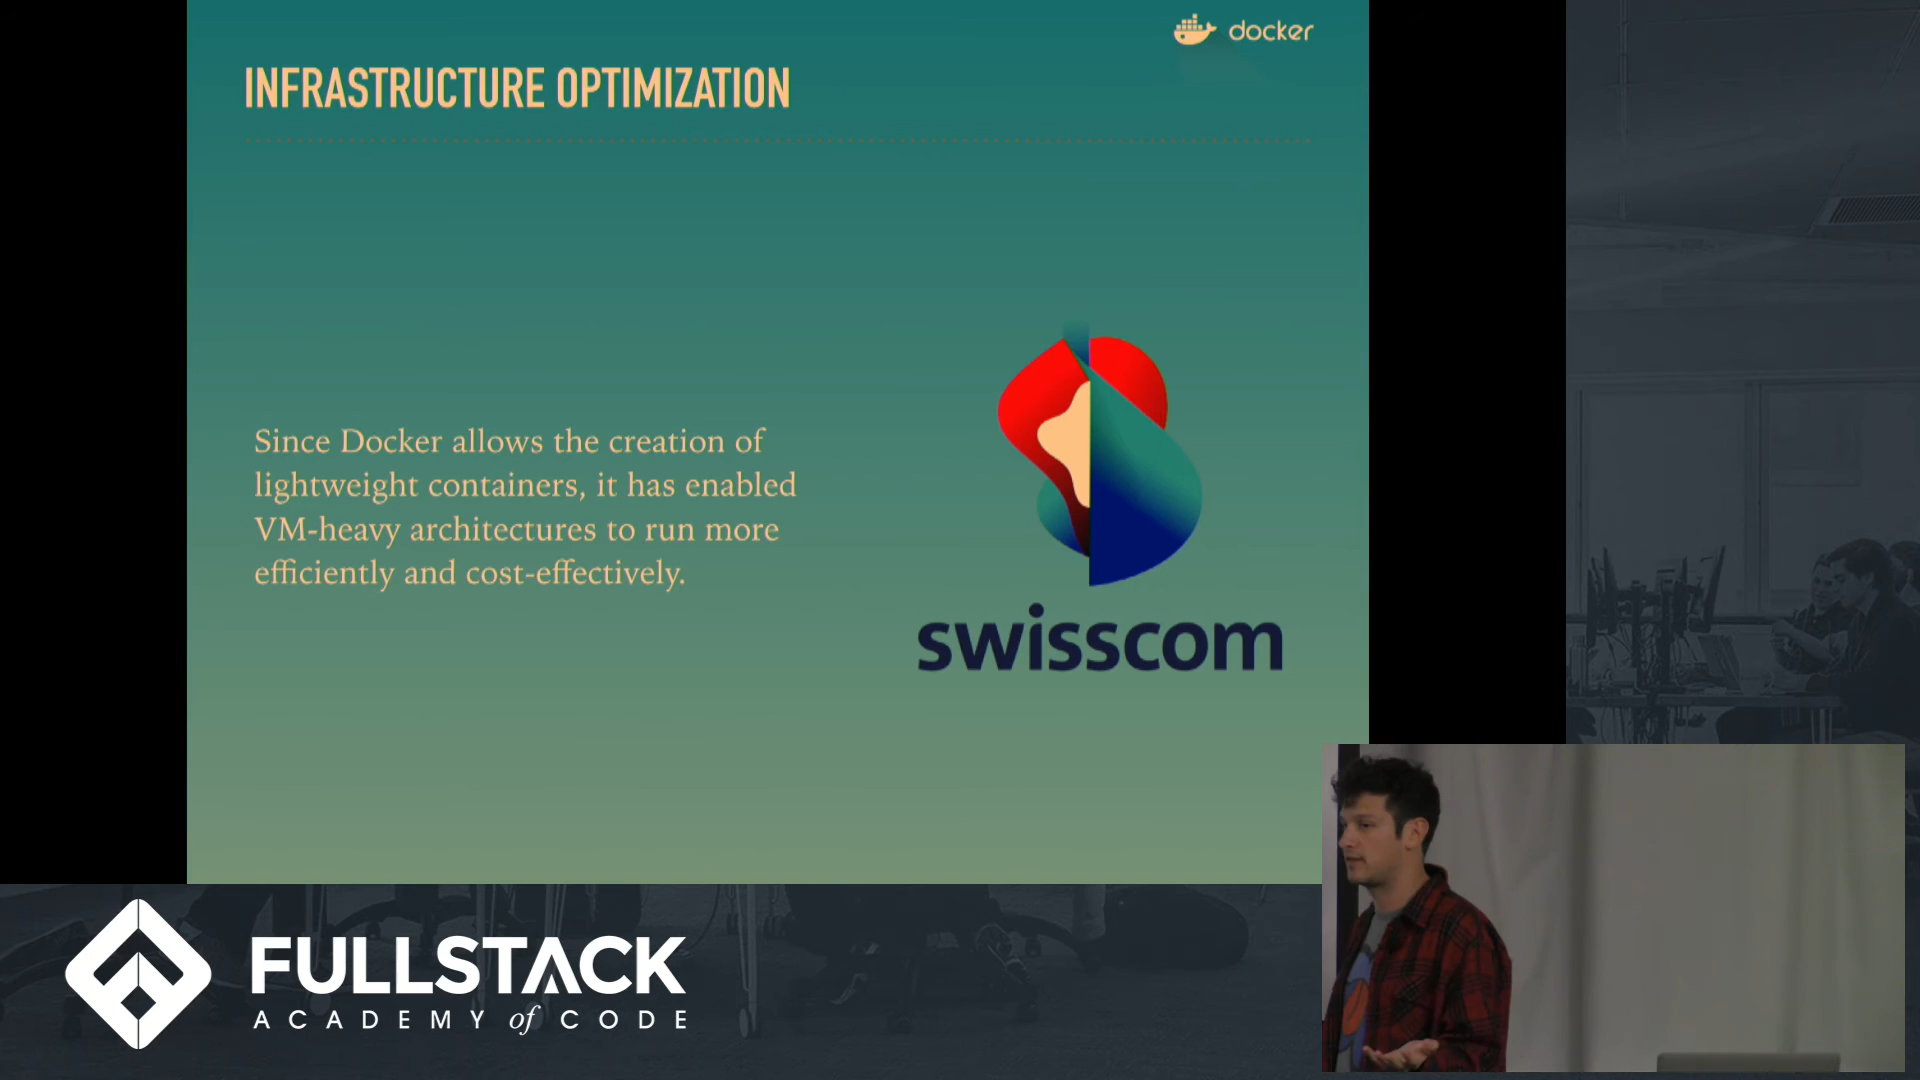 docker
INFRASTRUCTURE OPTIMIZATION
Since Docker allows the creation of
lightweight containers, it has enabled
VM-heavy architectures to run more
efficiently and cost-effectively.
swisscom
FULLSTACK
ACADEMY of CODE